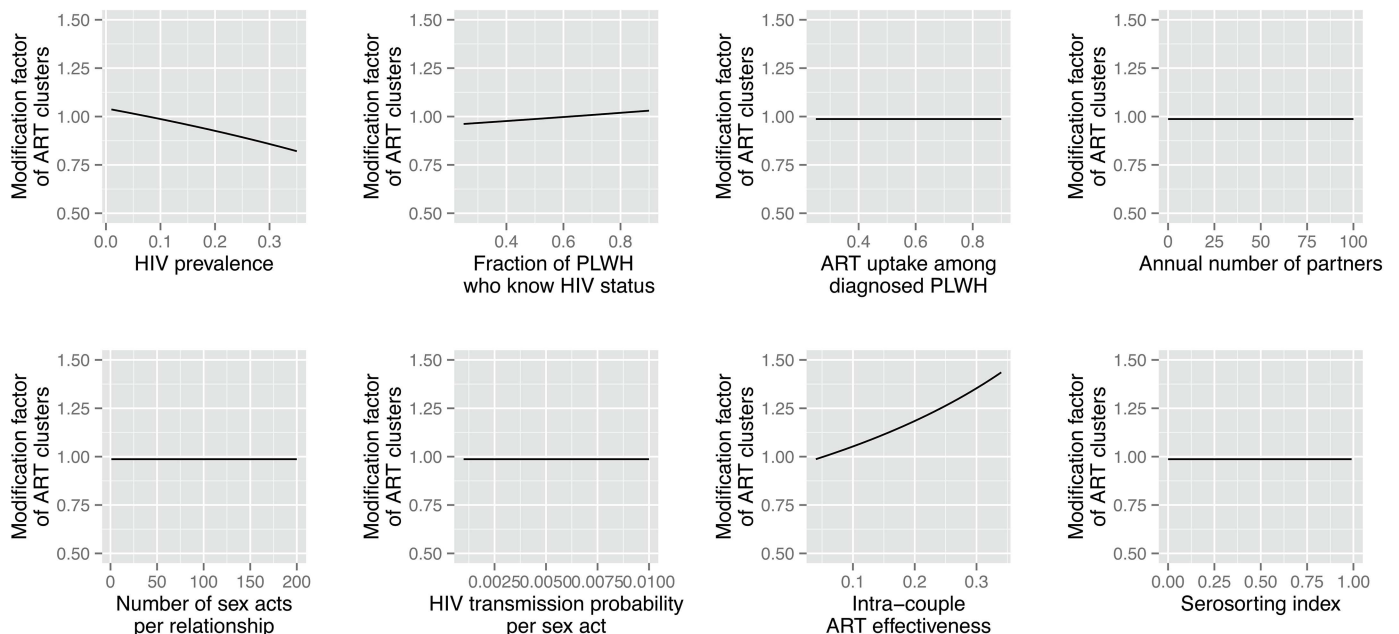 Modification factor
of ART clusters
1.50
1.25
1.00
0.75
0.50
0.0 0.1 0.2 0.3
HIV prevalence
Modification factor
of ART clusters
1.50
1.25
1.00
0.75
0.50
0.4 0.6 0.8
Fraction of PLWH
who know HIV status
Modification factor
of ART clusters
1.50
1.25
1.00
0.75
0.50
0.4 0.6 0.8
ART uptake among
diagnosed PLWH
Modification factor
of ART clusters
1.50
1.25
1.00
0.75
0.50
0 25 50 75 100
Annual number of partners
Modification factor
of ART clusters
1.50
1.25
1.00
0.75
0.50
0 50 100 150 200
Number of sex acts
per relationship
Modification factor
of ART clusters
1.50
1.25
1.00
0.75
0.50
0.0025 0.0050 0.0075 0.0100
HIV transmission probability
per sex act
Modification factor
of ART clusters
1.50
1.25
1.00
0.75
0.50
0.1 0.2 0.3
Intra−couple
ART effectiveness
Modification factor
of ART clusters
1.50
1.25
1.00
0.75
0.50
0.00 0.25 0.50 0.75 1.00
Serosorting index